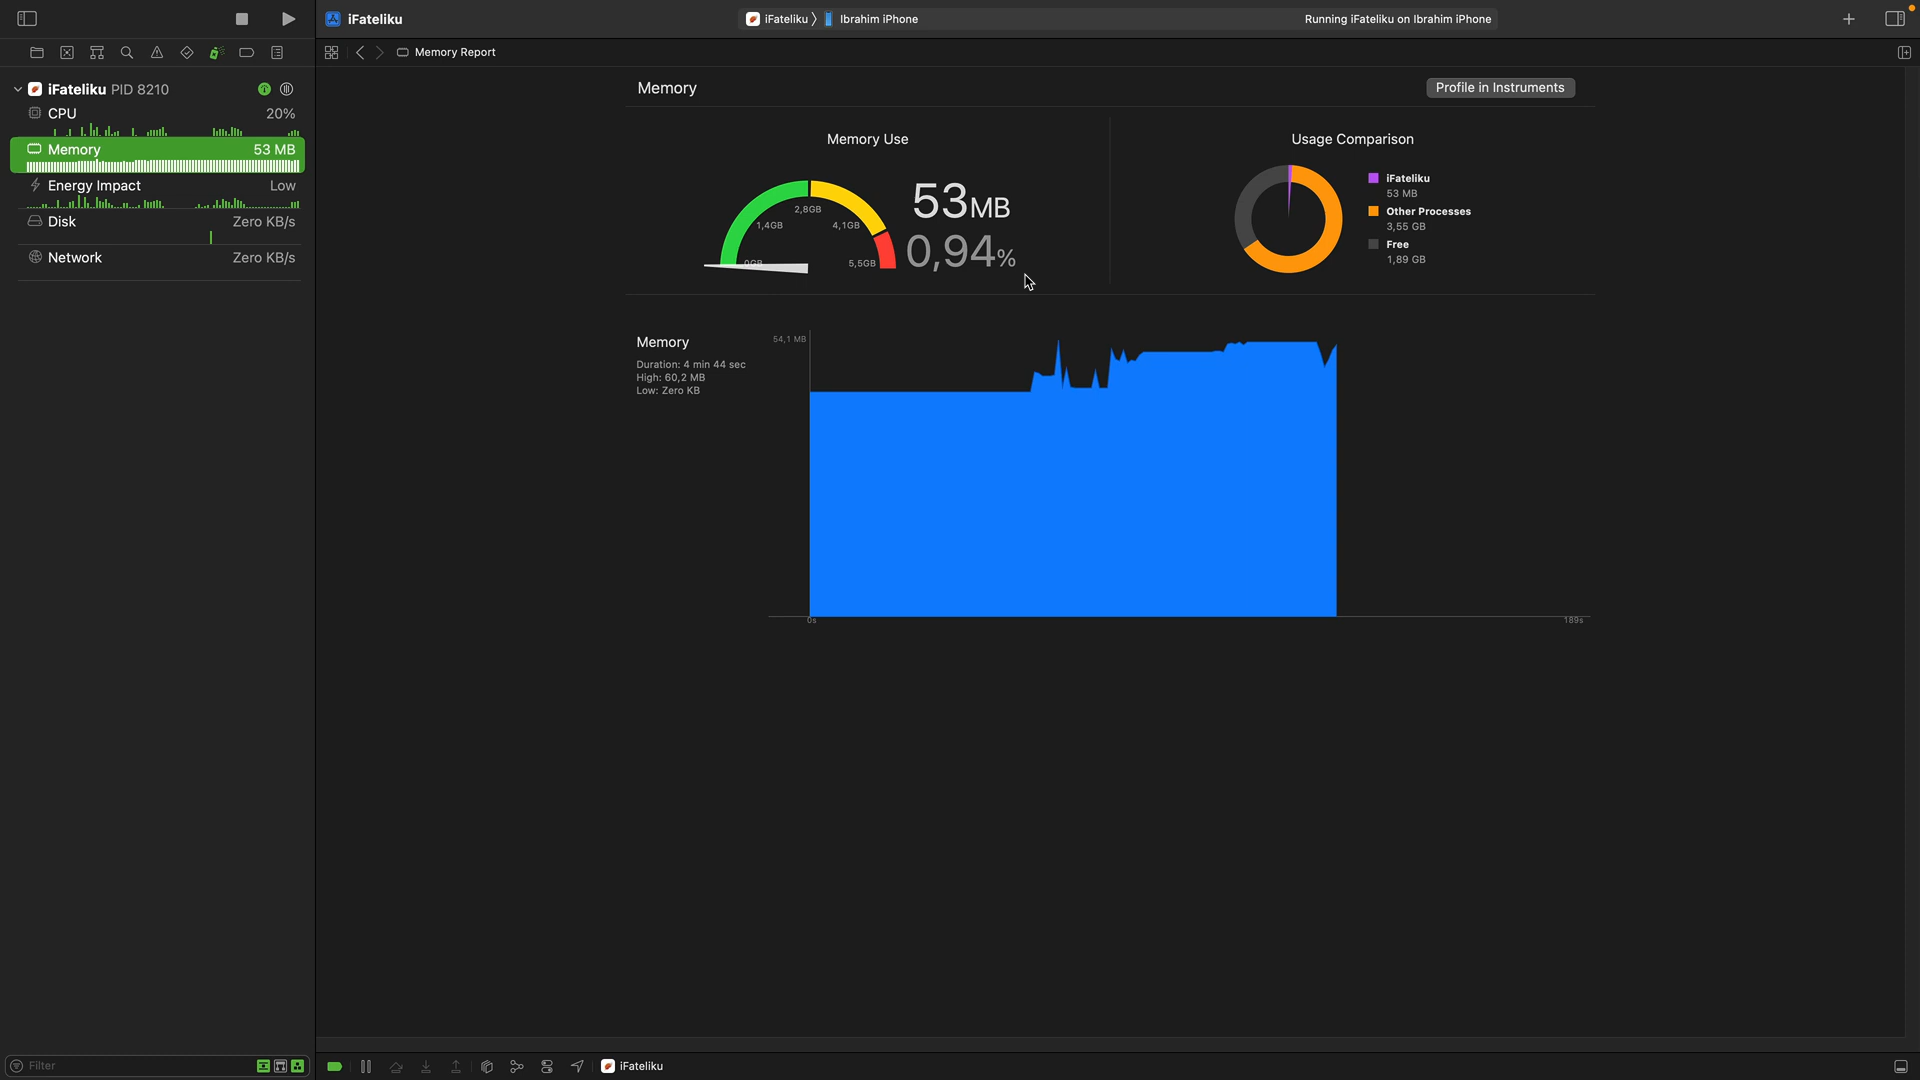 iFateliku
iFateliku
Ibrahim iPhone
Running iFateliku on Ibrahim iPhone
Memory Report
iFateliku PID 8210
CPU 20%
Memory 53 MB
Energy Impact Low
Disk Zero KB/s
Network Zero KB/s
Memory
Profile in Instruments
Memory Use
0GB
1,4GB
2,8GB
4,1GB
5,5GB
53MB
0,94%
Usage Comparison
iFateliku
53 MB
Other Processes
3,55 GB
Free
1,89 GB
Memory
Duration: 4 min 44 sec
High: 60,2 MB
Low: Zero KB
54,1 MB
0s
189s
Filter
iFateliku